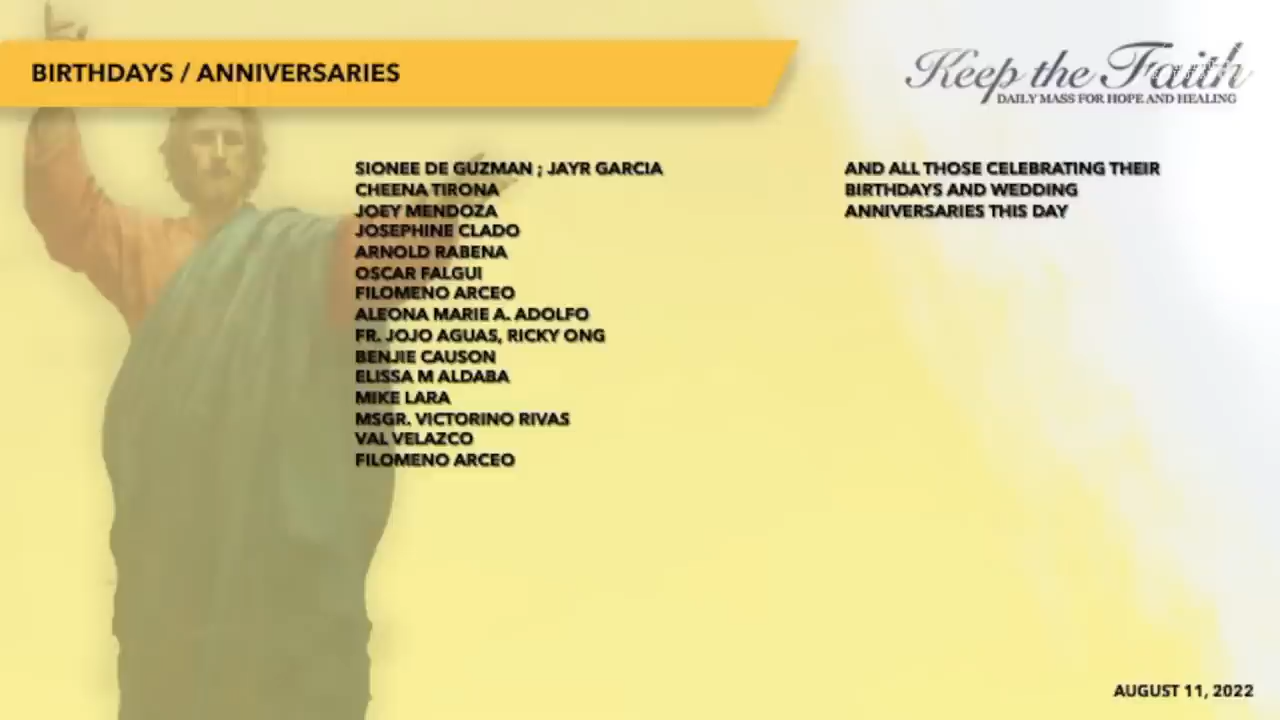 BIRTHDAYS / ANNIVERSARIES
Keep the Faith
DAILY MASS FOR HOPE AND HEALING
SIONEE DE GUZMAN ; JAYR GARCIA
CHEENA TIRONA
JOEY MENDOZA
JOSEPHINE CLADO
ARNOLD RABENA
OSCAR FALGUI
FILOMENO ARCEO
ALEONA MARIE A. ADOLFO
FR. JOJO AGUAS, RICKY ONG
BENJIE CAUSON
ELISSA M ALDABA
MIKE LARA
MSGR. VICTORINO RIVAS
VAL VELAZCO
FILOMENO ARCEO
AND ALL THOSE CELEBRATING THEIR
BIRTHDAYS AND WEDDING
ANNIVERSARIES THIS DAY
AUGUST 11, 2022